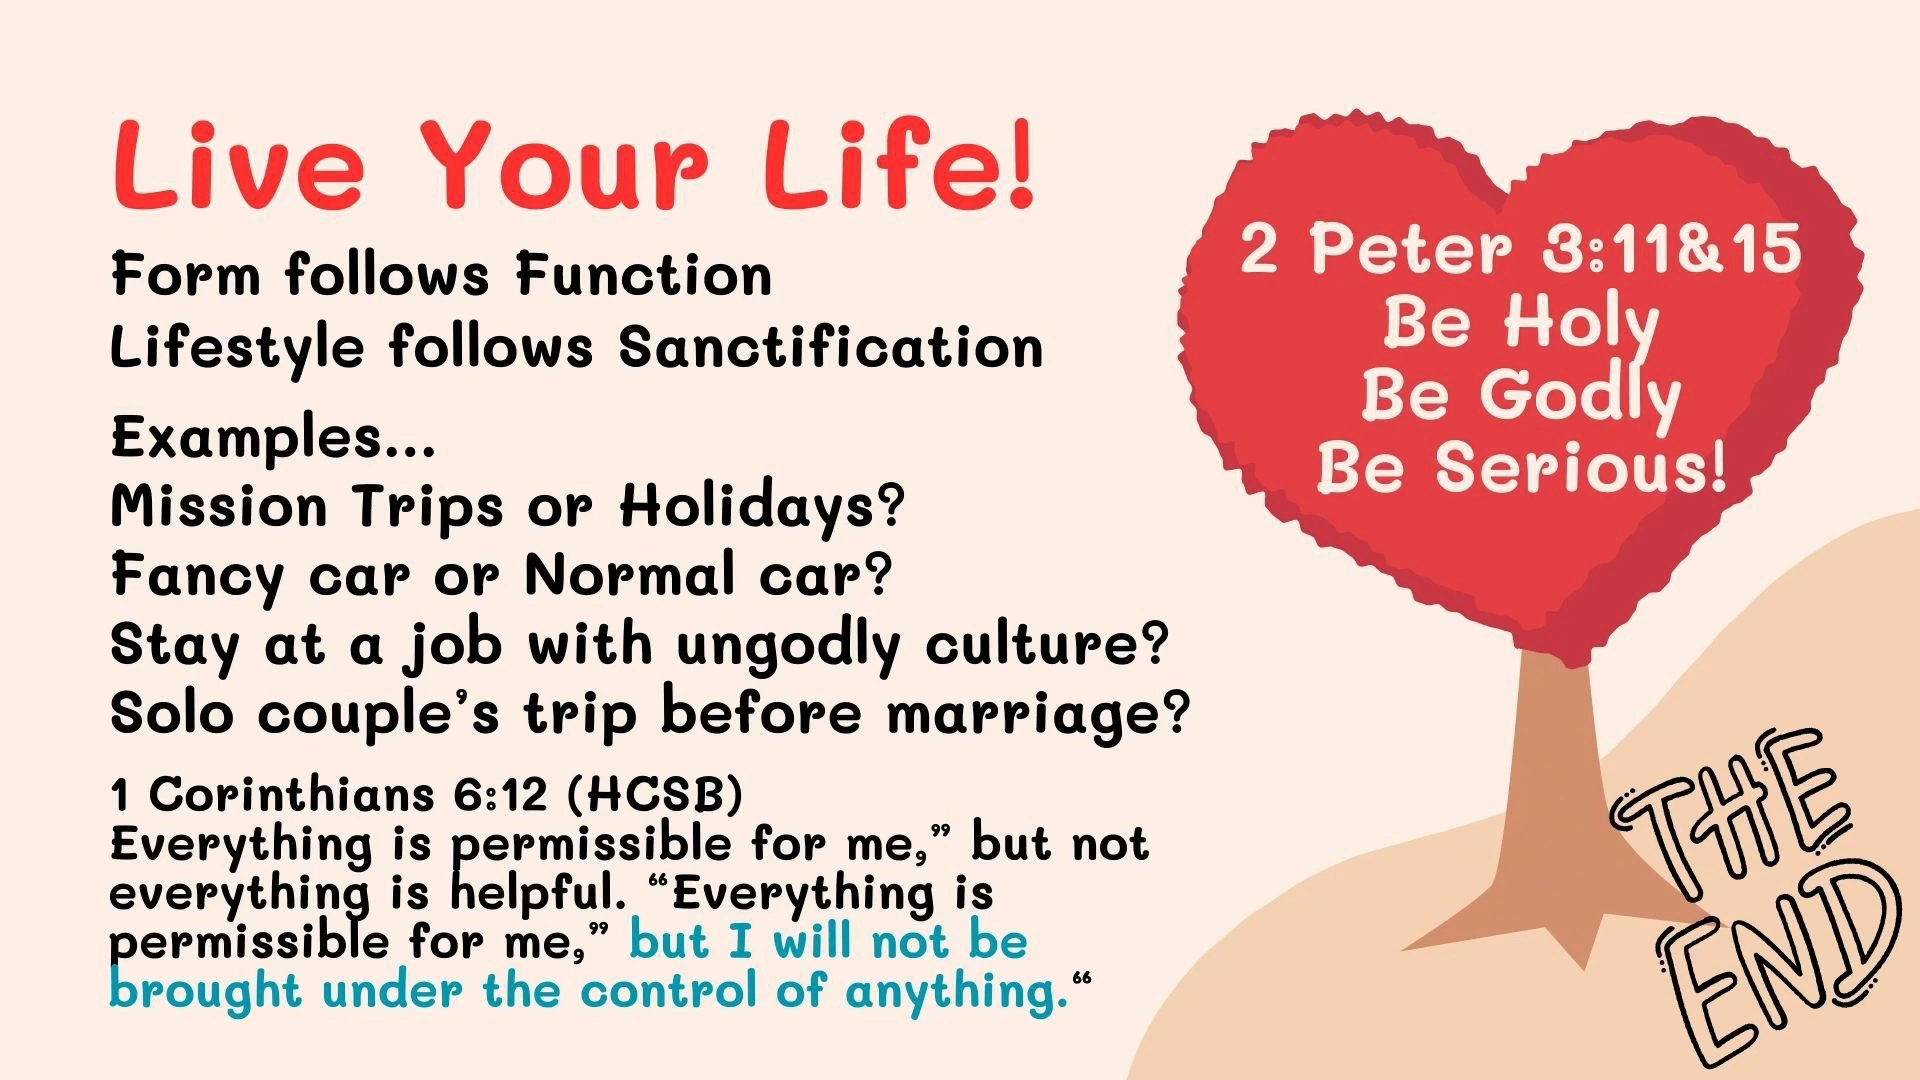 Live Your Life!
Form follows Function
Lifestyle follows Sanctification
Examples...
Mission Trips or Holidays?
Fancy car or Normal car?
Stay at a job with ungodly culture?
Solo couple’s trip before marriage?
1 Corinthians 6:12 (HCSB)
Everything is permissible for me,” but not
everything is helpful. “Everything is
permissible for me,” but I will not be
brought under the control of anything.“
2 Peter 3:11&15
Be Holy
Be Godly
Be Serious!
THE
END